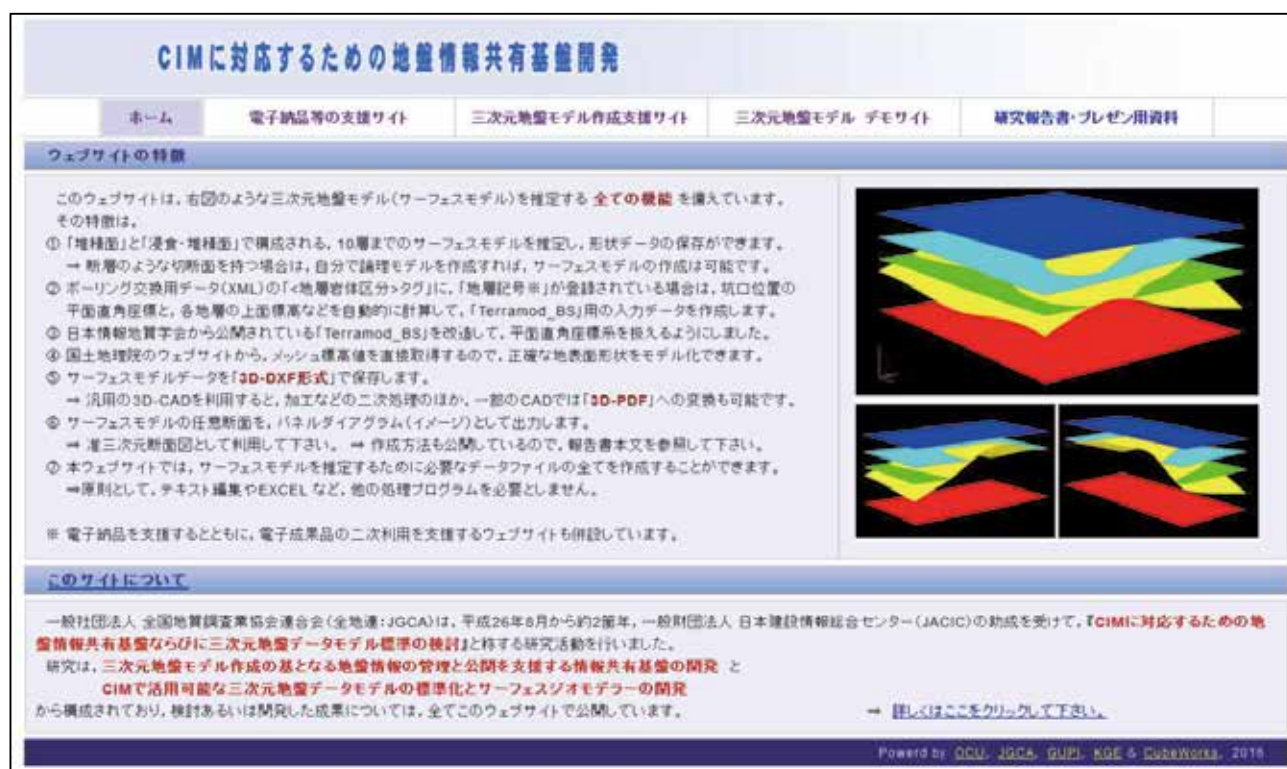 CIMに対応するための地盤情報共有基盤開発
ホーム 電子納品等の支援サイト 三次元地盤モデル作成支援サイト 三次元地盤モデル デモサイト 研究報告書・プレゼン用資料
ウェブサイトの特徴
このウェブサイトは，右図のような三次元地盤モデル（サーフェスモデル）を推定する 全ての機能 を備えています。
その特徴は，
① 「堆積面」と「浸食・堆積面」で構成される，10層までのサーフェスモデルを推定し，形状データの保存ができます。
→ 断層のような切断面を持つ場合は，自分で論理モデルを作成すれば，サーフェスモデルの作成は可能です。
② ボーリング交換用データ（XML）の「<地層岩体区分>タグ」に，「地層記号※」が登録されている場合は，坑口位置の
平面直角座標と，各地層の上面標高などを自動的に計算して，「Terramod_BS」用の入力データを作成します。
③ 日本情報地質学会から公開されている「Terramod_BS」を改造して，平面直角座標系を扱えるようにしました。
④ 国土地理院のウェブサイトから，メッシュ標高値を直接取得するので，正確な地表面形状をモデル化できます。
⑤ サーフェスモデルデータを「3D-DXF形式」で保存します。
→ 汎用の3D-CADを利用すると，加工などの二次処理のほか，一部のCADでは「3D-PDF」への変換も可能です。
⑥ サーフェスモデルの任意断面を，パネルダイアグラム（イメージ）として出力します。
→ 准三次元断面図として利用して下さい。 → 作成方法も公開しているので，報告書本文を参照して下さい。
⑦ 本ウェブサイトでは，サーフェスモデルを推定するために必要なデータファイルの全てを作成することができます。
→原則として，テキスト編集やEXCEL など，他の処理プログラムを必要としません。
※ 電子納品を支援するとともに，電子成果品の二次利用を支援するウェブサイトも併設しています。
このサイトについて
一般社団法人 全国地質調査業協会連合会（全地連：JGCA）は，平成26年8月から約2箇年，一般財団法人 日本建設情報総合センター（JACIC）の助成を受けて，『CIMに対応するための地
盤情報共有基盤ならびに三次元地盤データモデル標準の検討』と称する研究活動を行いました。
研究は，三次元地盤モデル作成の基となる地盤情報の管理と公開を支援する情報共有基盤の開発 と
CIMで活用可能な三次元地盤データモデルの標準化とサーフェスジオモデラーの開発
から構成されており，検討あるいは開発した成果については，全てこのウェブサイトで公開しています。 → 詳しくはここをクリックして下さい。
Powerd by OCU, JGCA, GUPI, KGE & CubeWorks, 2016